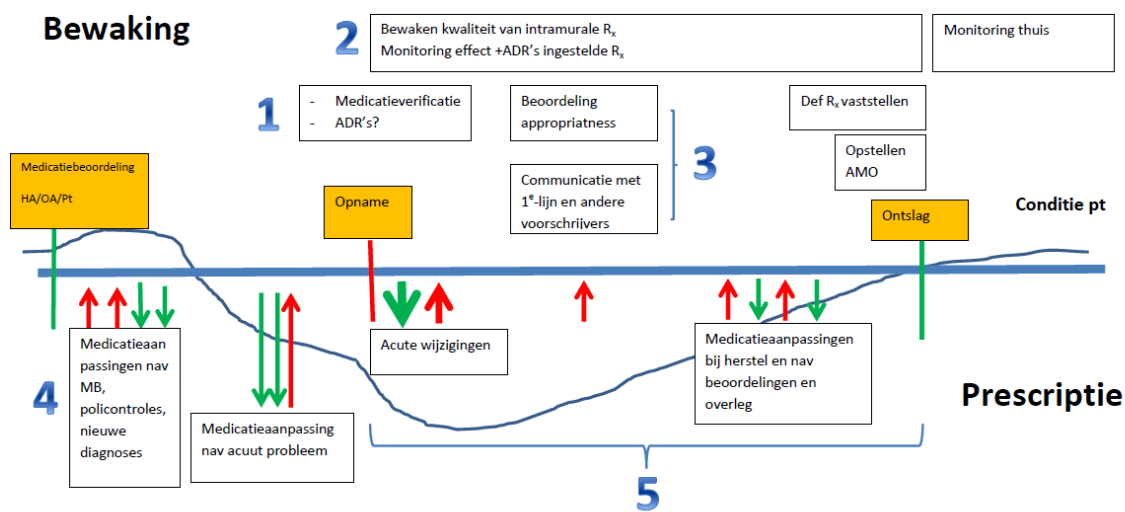 Bewaking
2
Bewaken kwaliteit van intramurale Rx
Monitoring effect +ADR's ingestelde Rx
Monitoring thuis
1
- Medicatieverificatie
- ADR's?
Beoordeling
appropriatness
Def Rx vaststellen
Opstellen
AMO
3
Communicatie met
1e-lijn en andere
voorschrijvers
Medicatiebeoordeling
HA/OA/Pt
Opname
Ontslag
Conditie pt
4
Medicatieaan
passingen nav
MB,
policontroles,
nieuwe
diagnoses
Medicatieaanpassing
nav acuut probleem
Acute wijzigingen
Medicatieaanpassingen
bij herstel en nav
beoordelingen en
overleg
Prescriptie
5